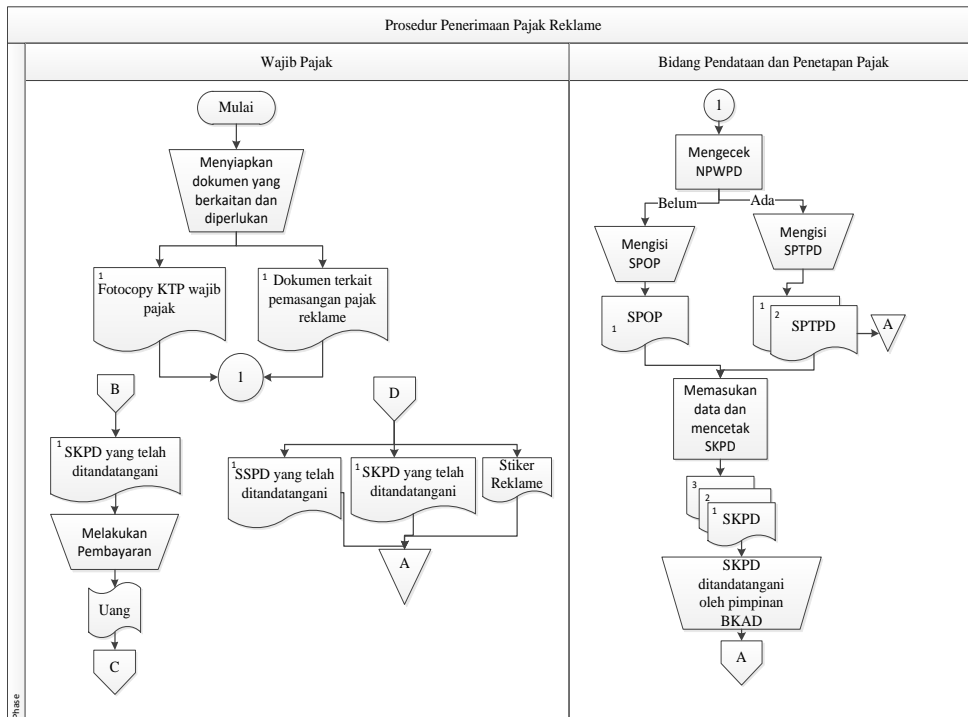 Prosedur Penerimaan Pajak Reklame
Wajib Pajak
Bidang Pendataan dan Penetapan Pajak
Phase
Mulai
Menyiapkan
dokumen yang
berkaitan dan
diperlukan
1
Fotocopy KTP wajib
pajak
1
Dokumen terkait
pemasangan pajak
reklame
1
B
1
SKPD yang telah
ditandatangani
Melakukan
Pembayaran
Uang
C
D
1
SSPD yang telah
ditandatangani
1
SKPD yang telah
ditandatangani
Stiker
Reklame
A
1
Mengecek
NPWPD
Belum
Ada
Mengisi
SPOP
Mengisi
SPTPD
SPOP
1
1
2
SPTPD
A
Memasukan
data dan
mencetak
SKPD
3
2
1
SKPD
SKPD
ditandatangani
oleh pimpinan
BKAD
A